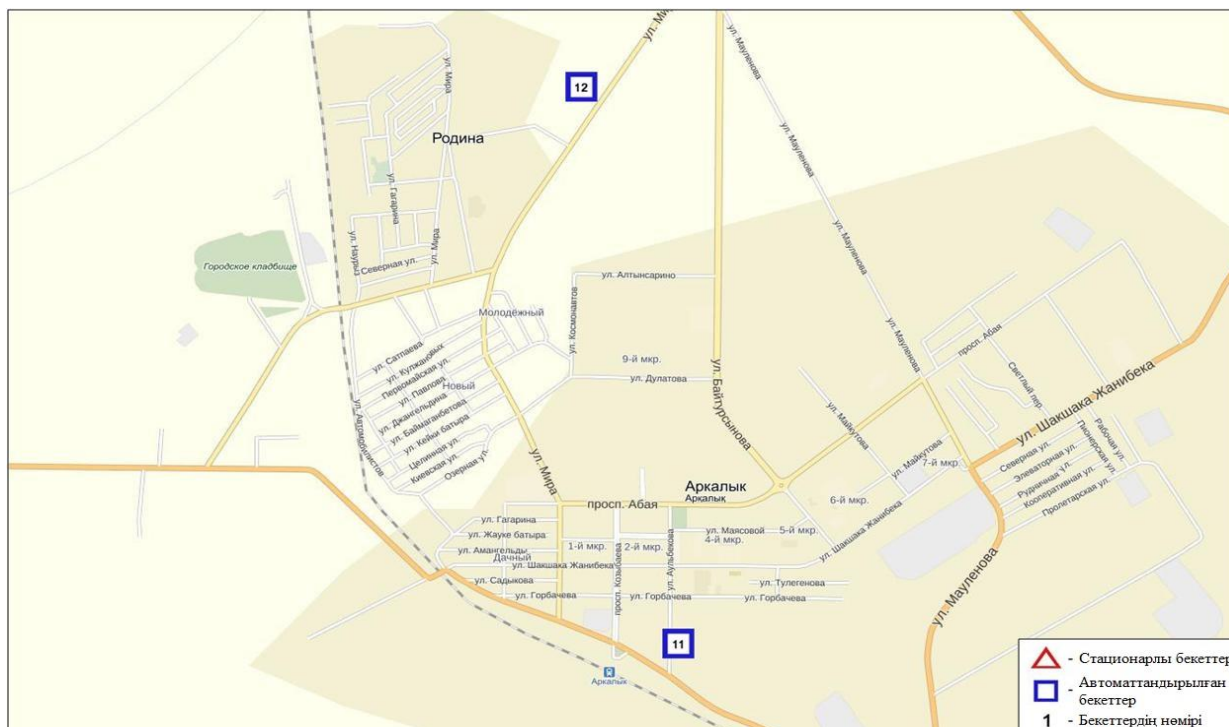 ул. Мира
12
ул. Мауленова
ул. Мира
Родина
ул. Мауленова
ул. Гагарина
ул. Наурыз
ул. Мира
Северная ул.
Городское кладбище
ул. Мауленова
ул. Алтынсарино
ул. Космонавтов
Молодёжный
ул. Мауленова
просп. Абая
ул. Сатпаева
ул. Кулжановых
Первомайская ул.
Новый
ул. Павлова
ул. Джангельдина
ул. Баймаганбетова
ул. Кейки батыра
Целинная ул.
Киевская ул.
Озерная ул.
ул. Автомобилистов
9-й мкр.
ул. Дулатова
ул. Байтурсынова
Светлый пер.
ул. Шакшака Жанибека
ул. Майкутова
ул. Майкутова
7-й мкр.
Северная ул.
Элеваторная ул.
Рудничная ул.
Кооперативная ул.
Пролетарская ул.
Пионерская ул.
Рабочая ул.
ул. Мира
Аркалык
Аркалык
просп. Абая
6-й мкр.
ул. Гагарина
ул. Жауке батыра
ул. Амангельды
Дачный
1-й мкр.
2-й мкр.
ул. Маясовой
4-й мкр.
5-й мкр.
ул. Шакшака Жанибека
ул. Шакшака Жанибека
ул. Садыкова
просп. Козыбаева
ул. Аульбекова
ул. Тулегенова
ул. Горбачева
ул. Горбачева
ул. Горбачева
ул. Мауленова
11
Аркалык
- Стационарлы бекеттер
- Автоматтандырылған
бекеттер
1 - Бекеттердің нөмірі